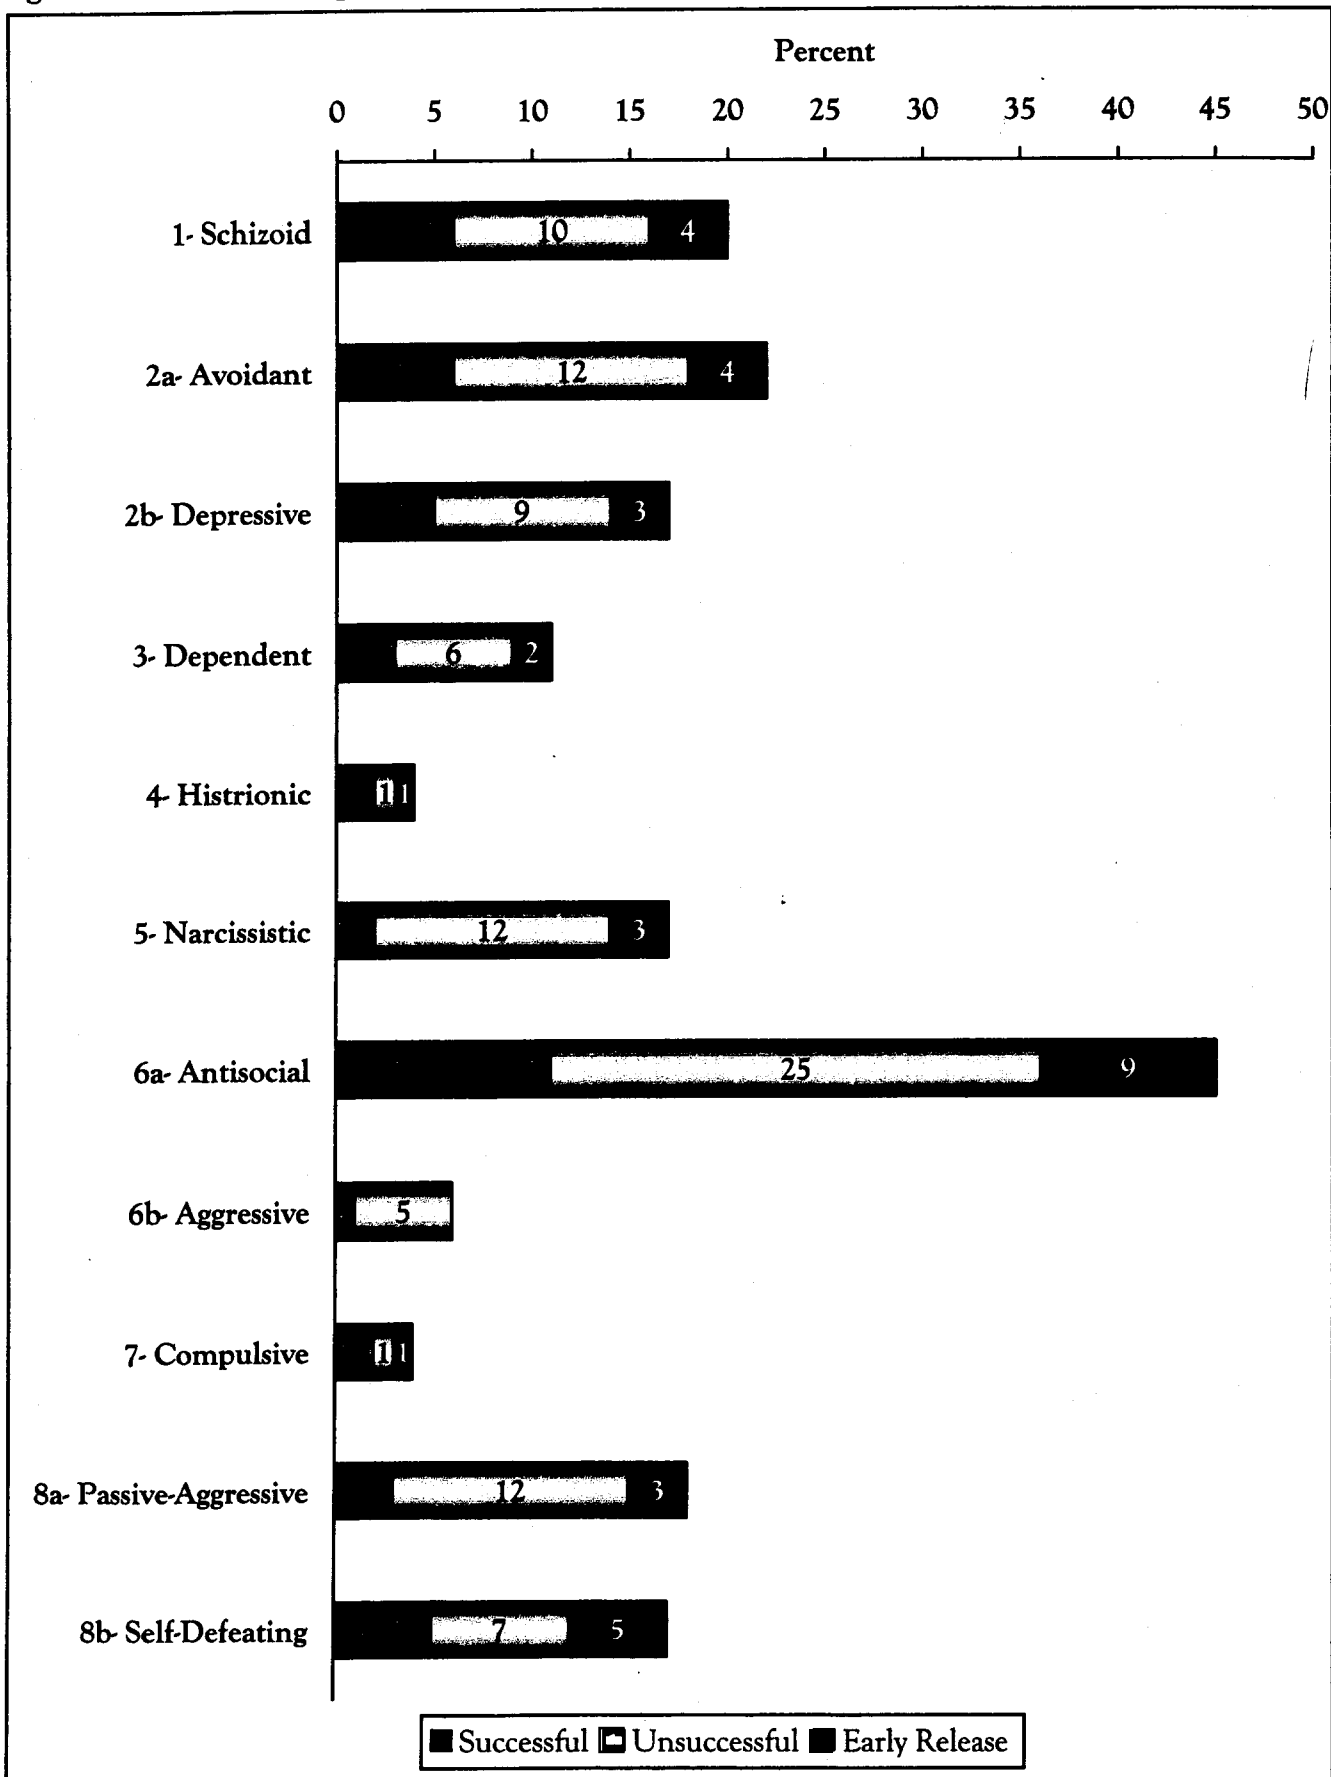 Percent
0 5 10 15 20 25 30 35 40 45 50
1- Schizoid 10 4
2a- Avoidant 12 4
2b- Depressive 9 3
3- Dependent 6 2
4- Histrionic 1 1
5- Narcissistic 12 3
6a- Antisocial 25 9
6b- Aggressive 5
7- Compulsive 1 1
8a- Passive-Aggressive 12 3
8b- Self-Defeating 7 5
Successful Unsuccessful Early Release